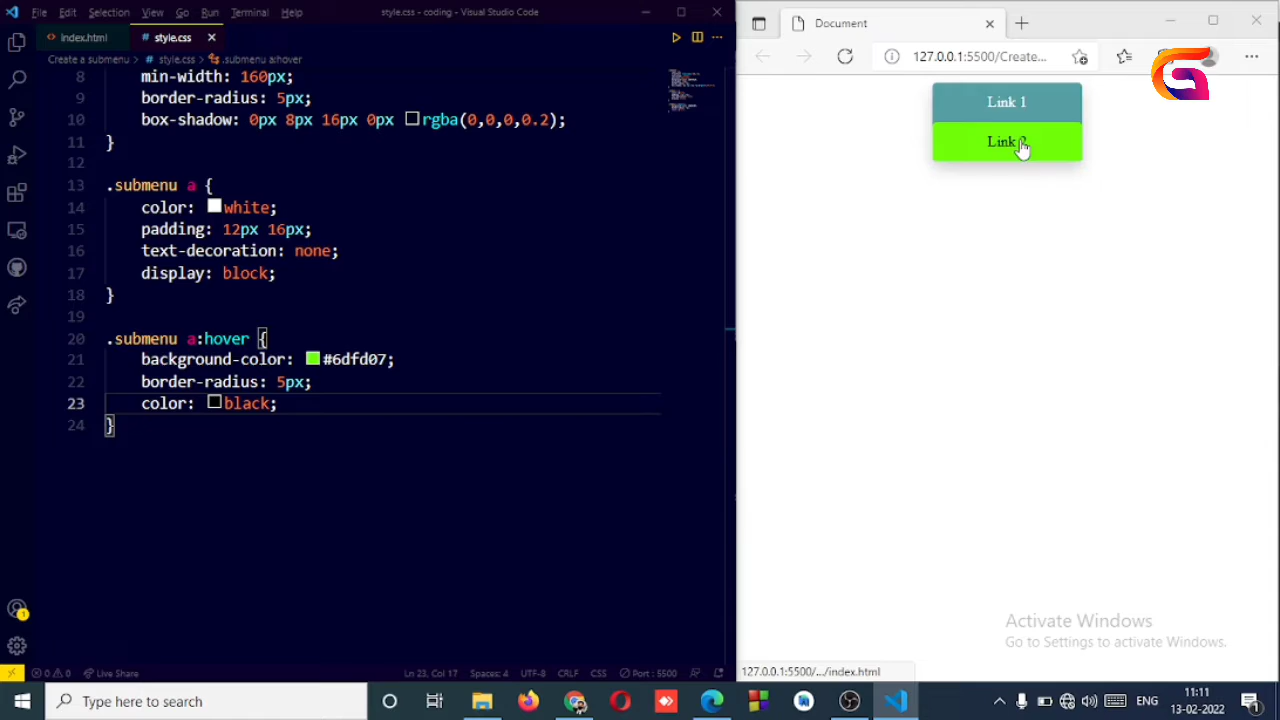 File Edit Selection View Go Run Terminal Help
style.css - coding - Visual Studio Code
index.html
# style.css
Create a submenu > # style.css > .submenu a:hover
8 min-width: 160px;
9 border-radius: 5px;
10 box-shadow: 0px 8px 16px 0px rgba(0,0,0,0.2);
11 }
12
13 .submenu a {
14 color: white;
15 padding: 12px 16px;
16 text-decoration: none;
17 display: block;
18 }
19
20 .submenu a:hover {
21 background-color: #6dfd07;
22 border-radius: 5px;
23 color: black;
24 }
1
0 0 Live Share
Ln 23, Col 17 Spaces: 4 UTF-8 CRLF CSS Port : 5500
Document
127.0.0.1:5500/Create...
Link 1
Link
Activate Windows
Go to Settings to activate Windows.
127.0.0.1:5500/.../index.html
Type here to search
ENG
11:11
13-02-2022
1